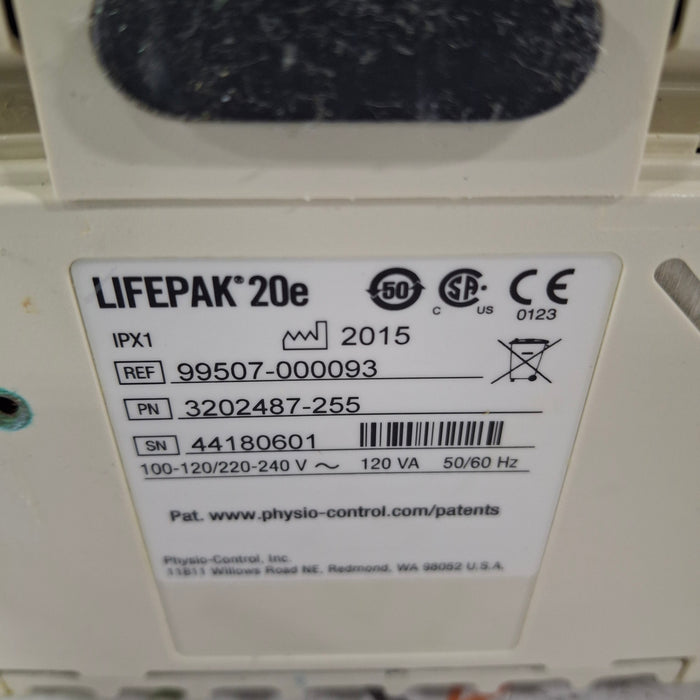 LIFEPAK® 20e
50
C SA® US
CE 0123
IPX1
2015
REF 99507-000093
PN 3202487-255
SN 44180601
100-120/220-240 V ~ 120 VA 50/60 Hz
Pat. www.physio-control.com/patents
Physio-Control, Inc.
11811 Willows Road NE, Redmond, WA 98052 U.S.A.